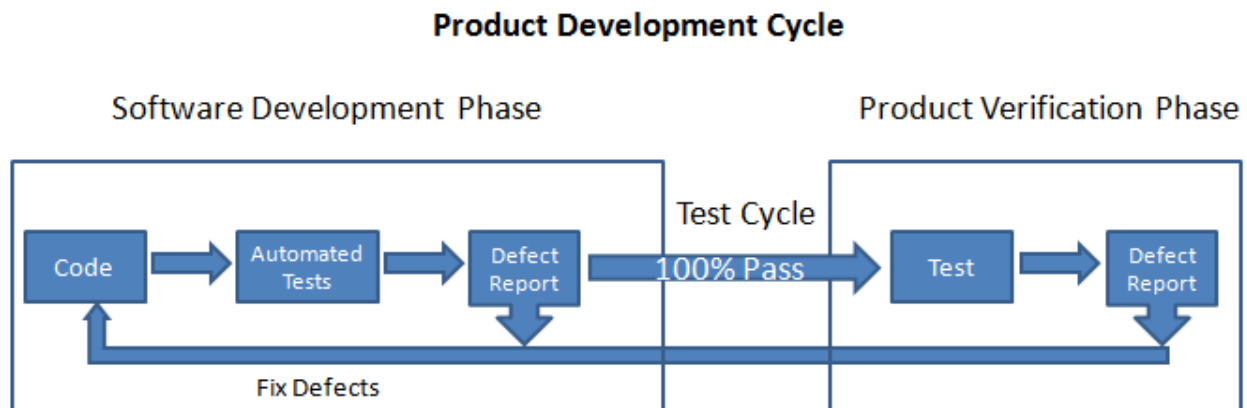 Product Development Cycle
Software Development Phase
Product Verification Phase
Test Cycle
Code
Automated
Tests
Defect
Report
100% Pass
Test
Defect
Report
Fix Defects